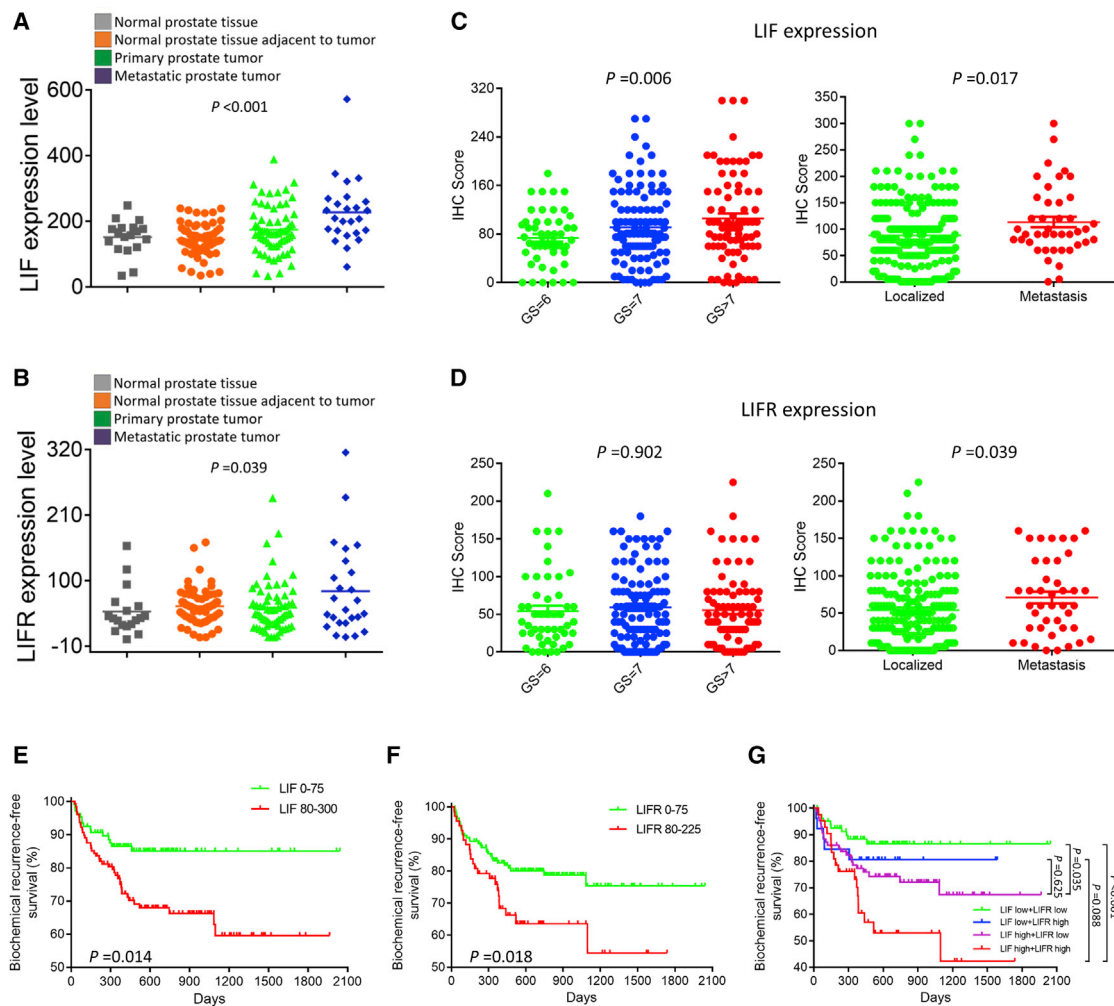 A
Normal prostate tissue
Normal prostate tissue adjacent to tumor
Primary prostate tumor
Metastatic prostate tumor
P <0.001
LIF expression level
600
400
200
0
C
LIF expression
P =0.006
IHC Score
320
240
160
80
0
GS=6
GS=7
GS>7
P =0.017
IHC Score
350
300
250
200
150
100
50
0
Localized
Metastasis
B
Normal prostate tissue
Normal prostate tissue adjacent to tumor
Primary prostate tumor
Metastatic prostate tumor
P =0.039
LIFR expression level
320
210
100
-10
D
LIFR expression
P =0.902
IHC Score
250
200
150
100
50
0
GS=6
GS=7
GS>7
P =0.039
IHC Score
250
200
150
100
50
0
Localized
Metastasis
E
LIF 0-75
LIF 80-300
Biochemical recurrence-free
survival (%)
100
90
80
70
60
50
P =0.014
0
300
600
900
1200
1500
1800
2100
Days
F
LIFR 0-75
LIFR 80-225
Biochemical recurrence-free
survival (%)
100
90
80
70
60
50
P =0.018
0
300
600
900
1200
1500
1800
2100
Days
G
Biochemical recurrence-free
survival (%)
100
90
80
70
60
50
40
LIF low+LIFR low
LIF low+LIFR high
LIF high+LIFR low
LIF high+LIFR high
P =0.625
P =0.035
P =0.088
0
300
600
900
1200
1500
1800
2100
Days